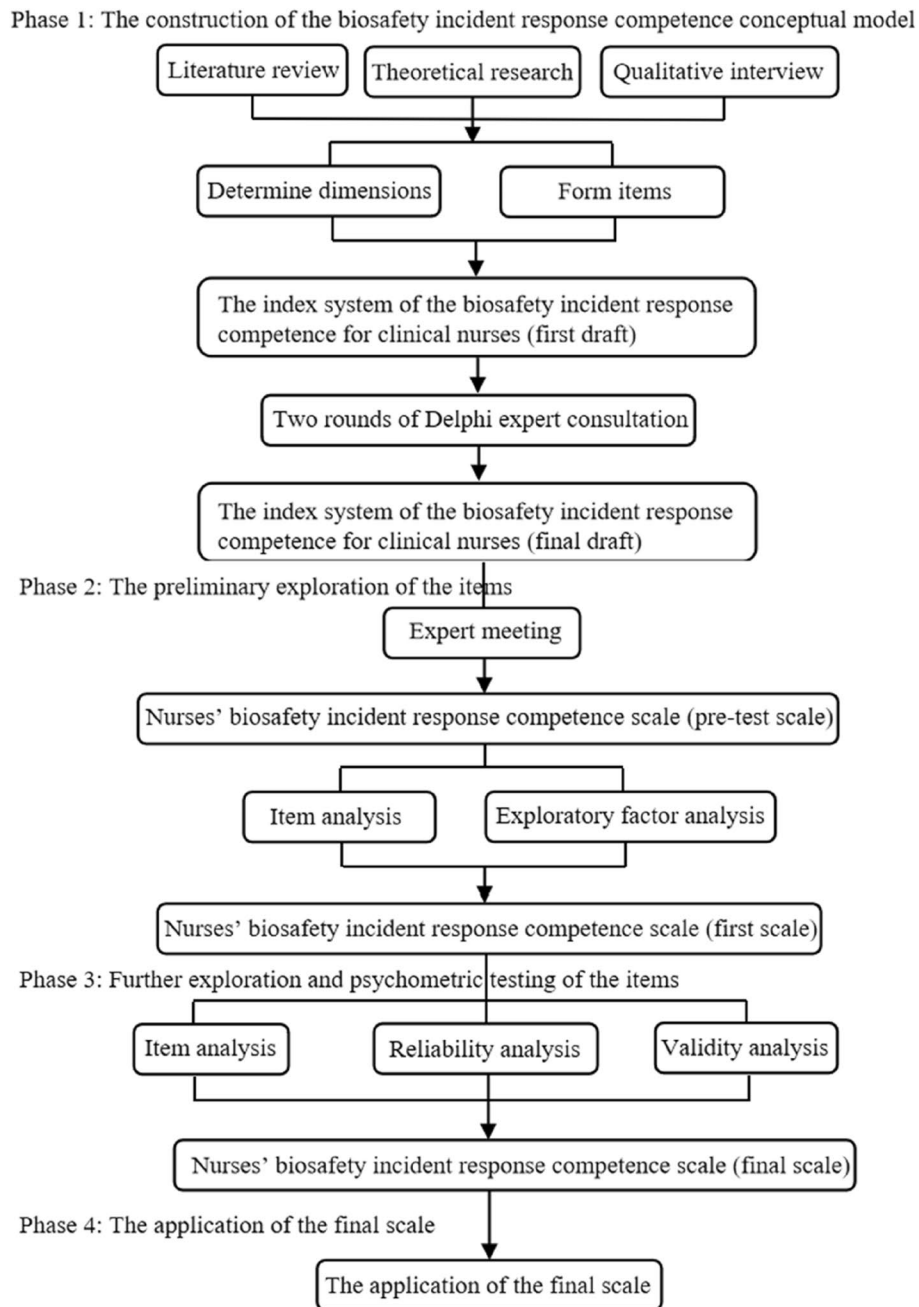 Phase 1: The construction of the biosafety incident response competence conceptual model
Literature review
Theoretical research
Qualitative interview
Determine dimensions
Form items
The index system of the biosafety incident response
competence for clinical nurses (first draft)
Two rounds of Delphi expert consultation
The index system of the biosafety incident response
competence for clinical nurses (final draft)
Phase 2: The preliminary exploration of the items
Expert meeting
Nurses’ biosafety incident response competence scale (pre-test scale)
Item analysis
Exploratory factor analysis
Nurses’ biosafety incident response competence scale (first scale)
Phase 3: Further exploration and psychometric testing of the items
Item analysis
Reliability analysis
Validity analysis
Nurses’ biosafety incident response competence scale (final scale)
Phase 4: The application of the final scale
The application of the final scale